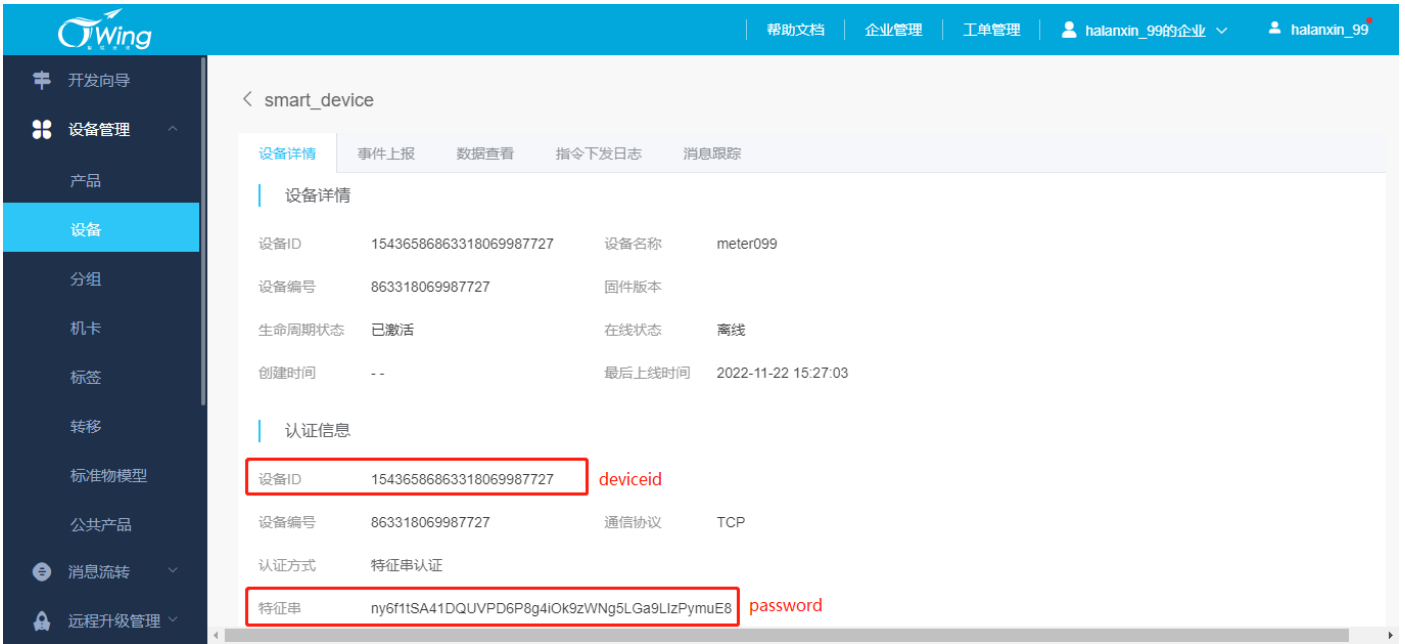 Wing
帮助文档 企业管理 工单管理 halanxin_99的企业 halanxin_99
开发向导
设备管理
产品
设备
分组
机卡
标签
转移
标准物模型
公共产品
消息流转
远程升级管理
< smart_device
设备详情 事件上报 数据查看 指令下发日志 消息跟踪
设备详情
设备ID 15436586863318069987727 设备名称 meter099
设备编号 863318069987727 固件版本
生命周期状态 已激活 在线状态 离线
创建时间 - - 最后上线时间 2022-11-22 15:27:03
认证信息
设备ID 15436586863318069987727 deviceid
设备编号 863318069987727 通信协议 TCP
认证方式 特征串认证
特征串 ny6f1tSA41DQUVPD6P8g4iOk9zWNg5LGa9LIzPymuE8 password